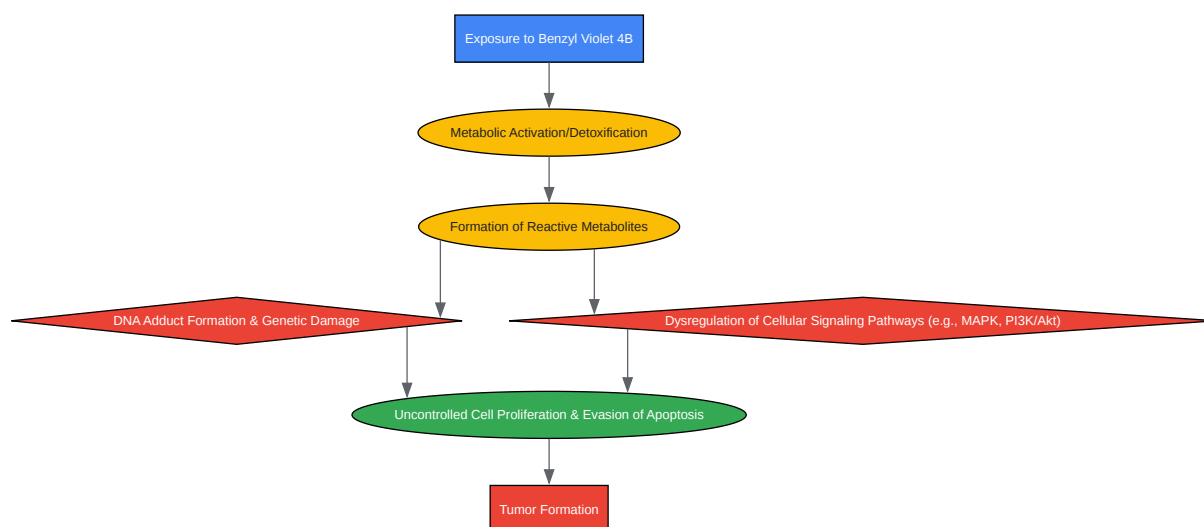 Exposure to Benzyl Violet 4B
Metabolic Activation/Detoxification
Formation of Reactive Metabolites
DNA Adduct Formation & Genetic Damage
Dysregulation of Cellular Signaling Pathways (e.g., MAPK, PI3K/Akt)
Uncontrolled Cell Proliferation & Evasion of Apoptosis
Tumor Formation